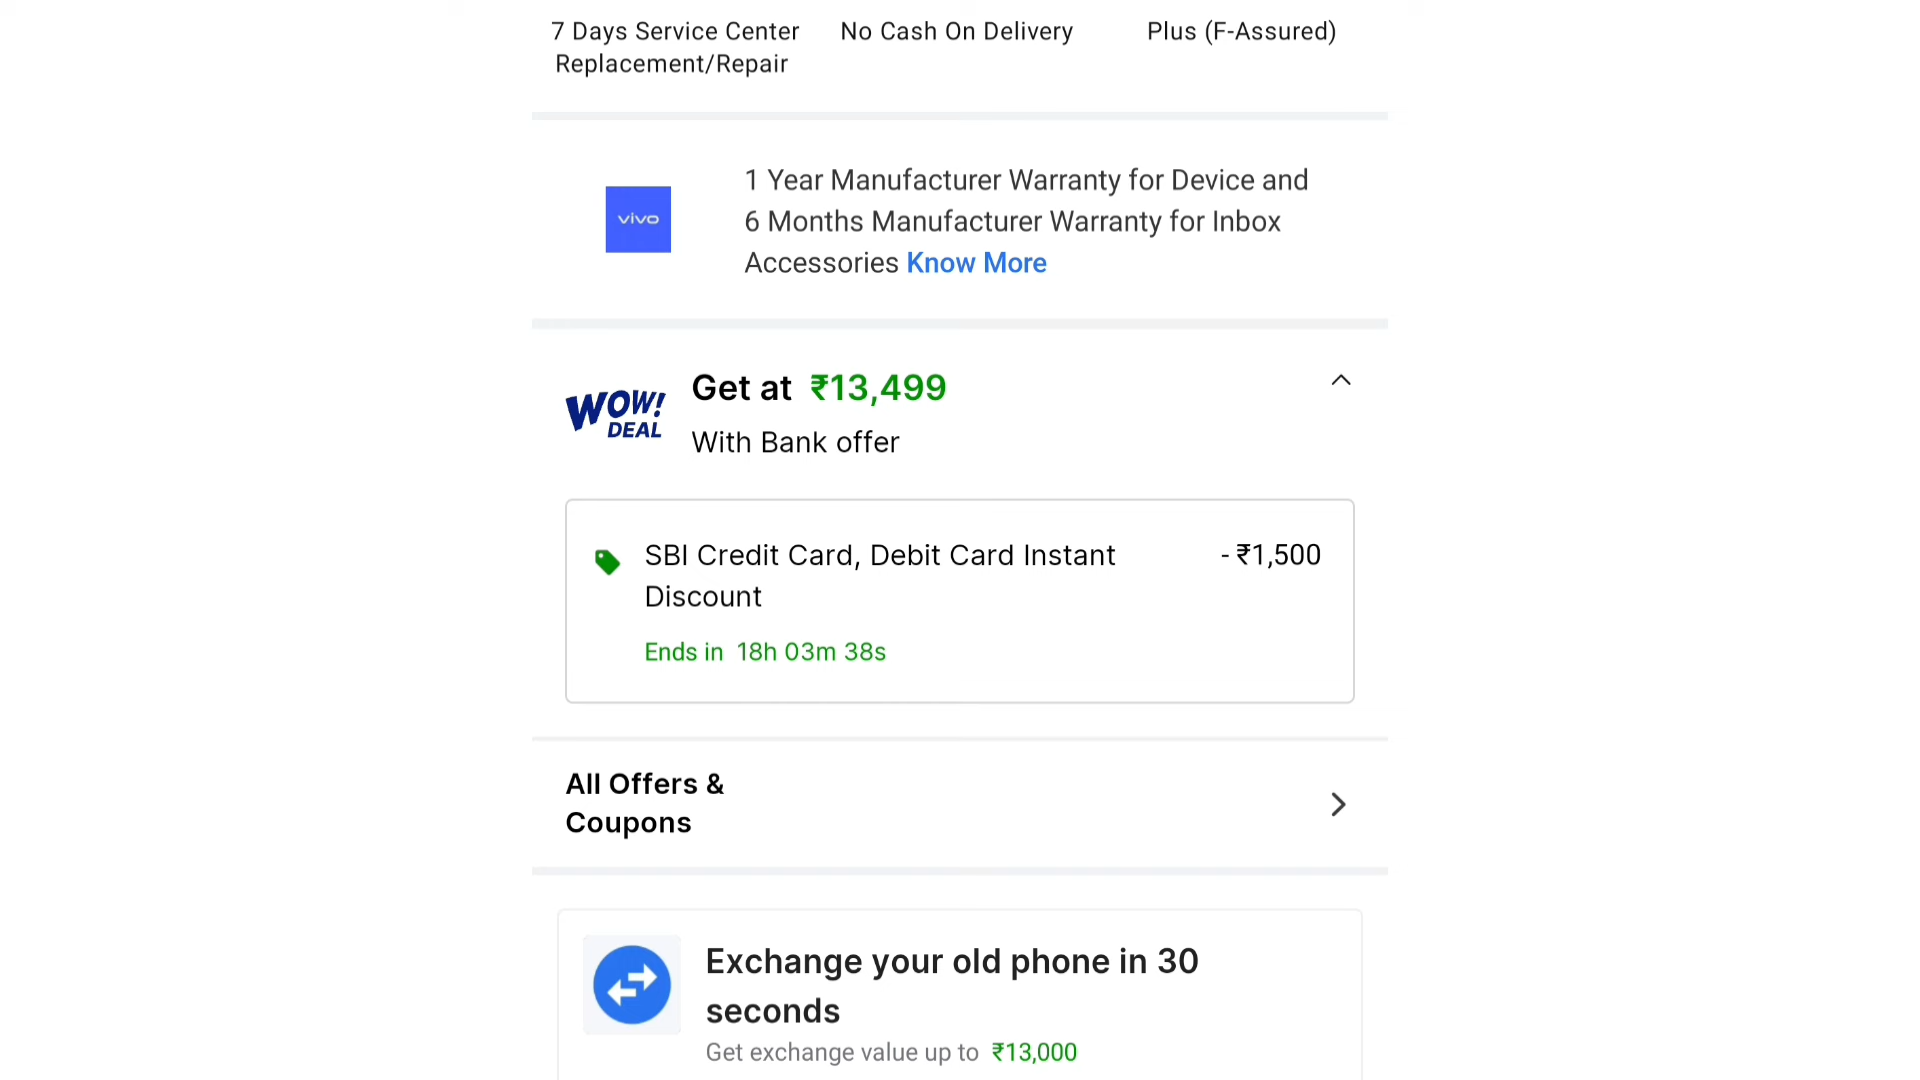 7 Days Service Center
Replacement/Repair
No Cash On Delivery
Plus (F-Assured)
vivo
1 Year Manufacturer Warranty for Device and
6 Months Manufacturer Warranty for Inbox
Accessories Know More
WOW!
DEAL
Get at ₹13,499
With Bank offer
SBI Credit Card, Debit Card Instant
Discount
- ₹1,500
Ends in 18h 03m 38s
All Offers &
Coupons
Exchange your old phone in 30
seconds
Get exchange value up to ₹13,000